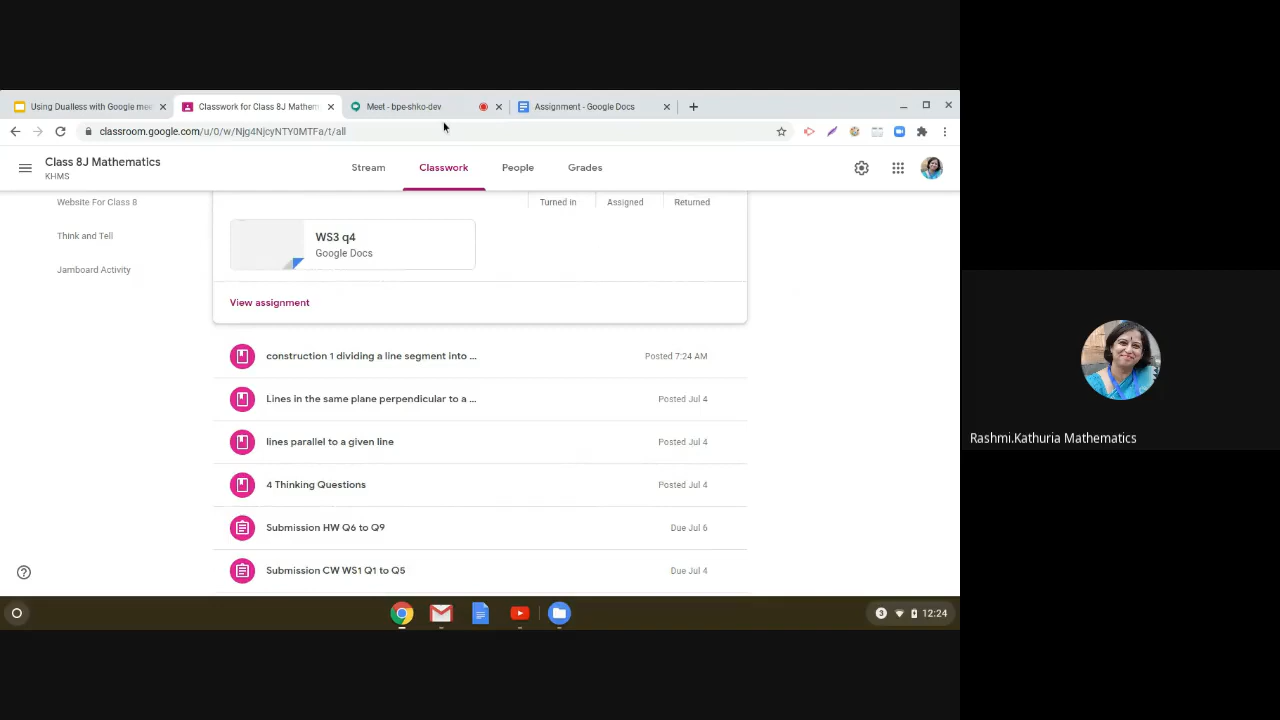 Using Dualless with Google mee
Classwork for Class 8J Mathem
Meet - bpe-shko-dev
Assignment - Google Docs
classroom.google.com/u/0/w/Njg4NjcyNTY0MTFa/t/all
Class 8J Mathematics
KHMS
Stream
Classwork
People
Grades
Website For Class 8
Think and Tell
Jamboard Activity
Turned in
Assigned
Returned
WS3 q4
Google Docs
View assignment
construction 1 dividing a line segment into ...
Posted 7:24 AM
Lines in the same plane perpendicular to a ...
Posted Jul 4
lines parallel to a given line
Posted Jul 4
4 Thinking Questions
Posted Jul 4
Submission HW Q6 to Q9
Due Jul 6
Submission CW WS1 Q1 to Q5
Due Jul 4
3
12:24
Rashmi.Kathuria Mathematics